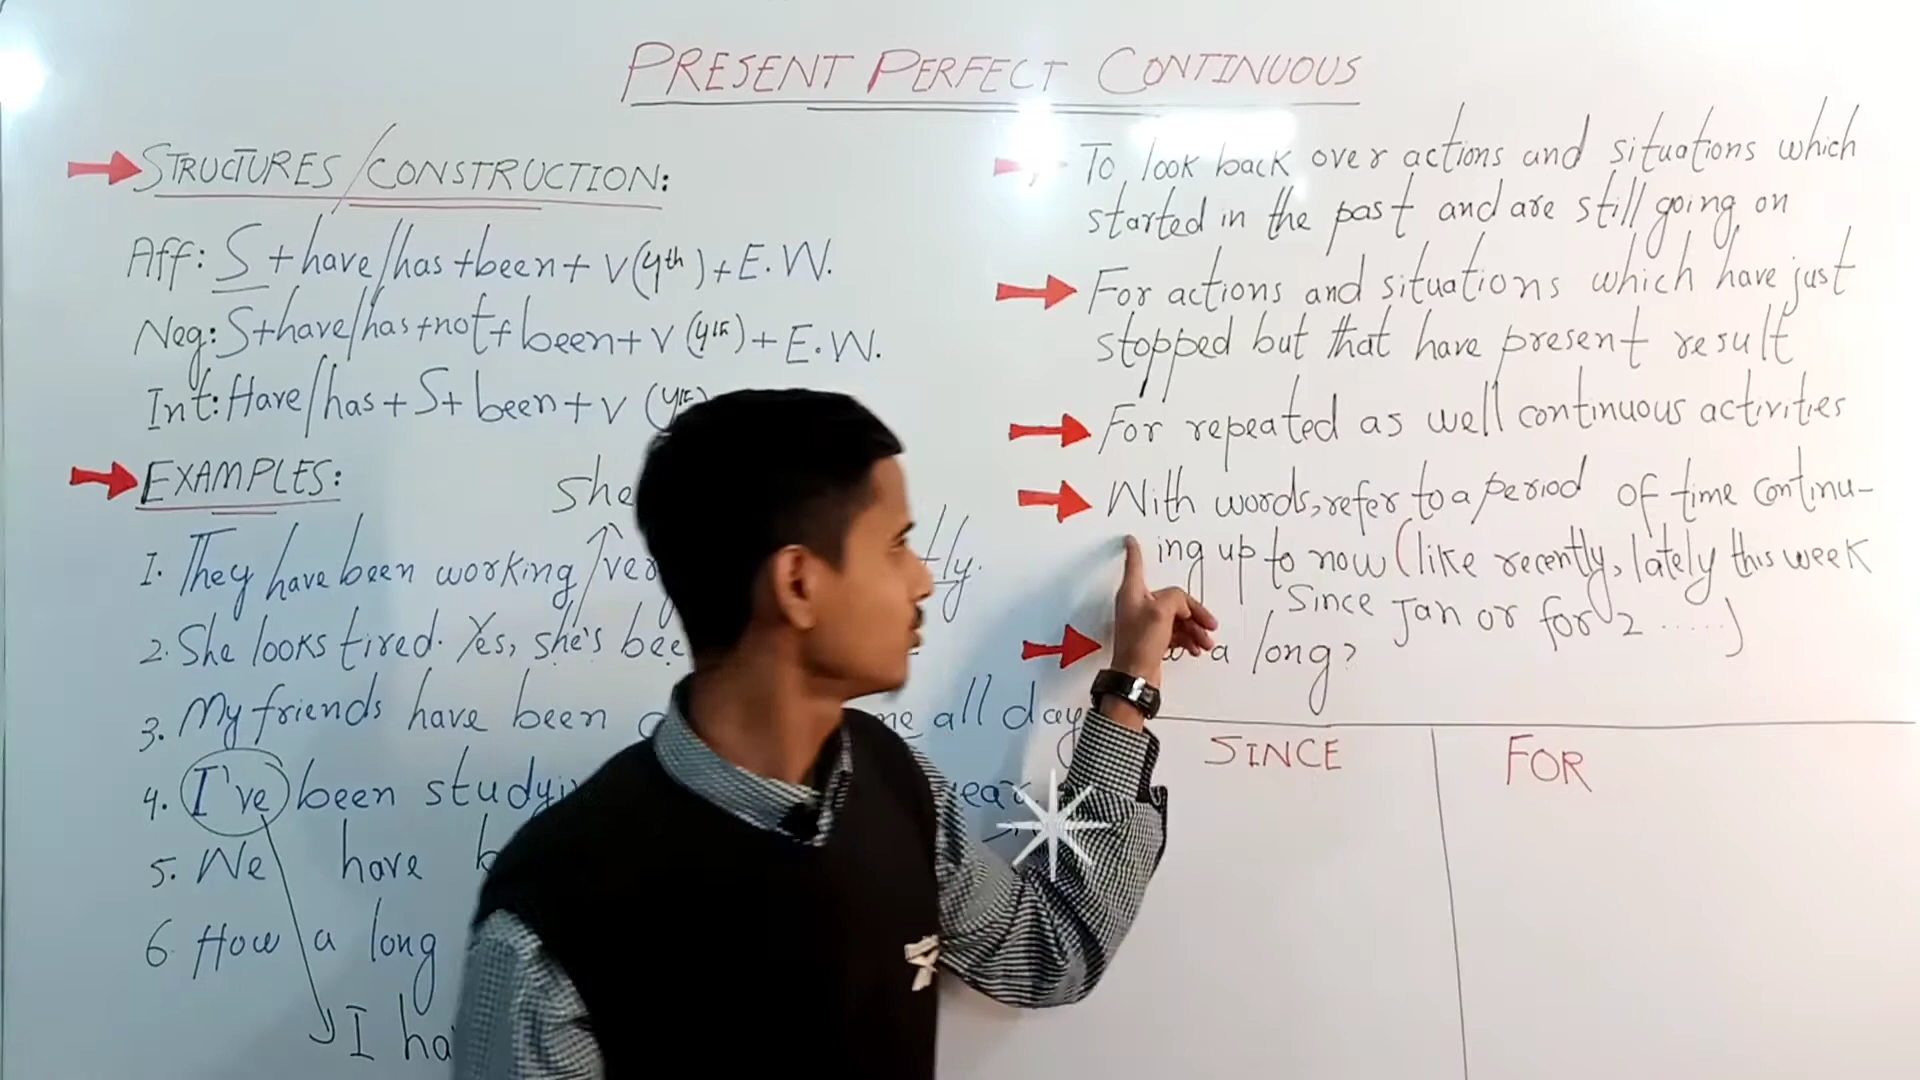 PRESENT PERFECT CONTINUOUS
STRUCTURES/CONSTRUCTION:
Aff: S + have/has +been+ V(4th)+E.W.
Neg: S+have/has+not+been+ V(4th)+E.W.
Int: Have/has + S+ been + V
EXAMPLES:
she
1. They have been working very tly.
2. She looks tired. Yes, she's bee
3. My friends have been me all day
4. I've been studyi year
5. We have b
6. How a long
I ha
To look back over actions and situations which
started in the past and are still going on
For actions and situations which have just
stopped but that have present result
For repeated as well continuous activities
With words, refer to a period of time continu-
ing up to now (like recently, lately this week
Since Jan or for 2 .....)
a long?
SINCE
FOR